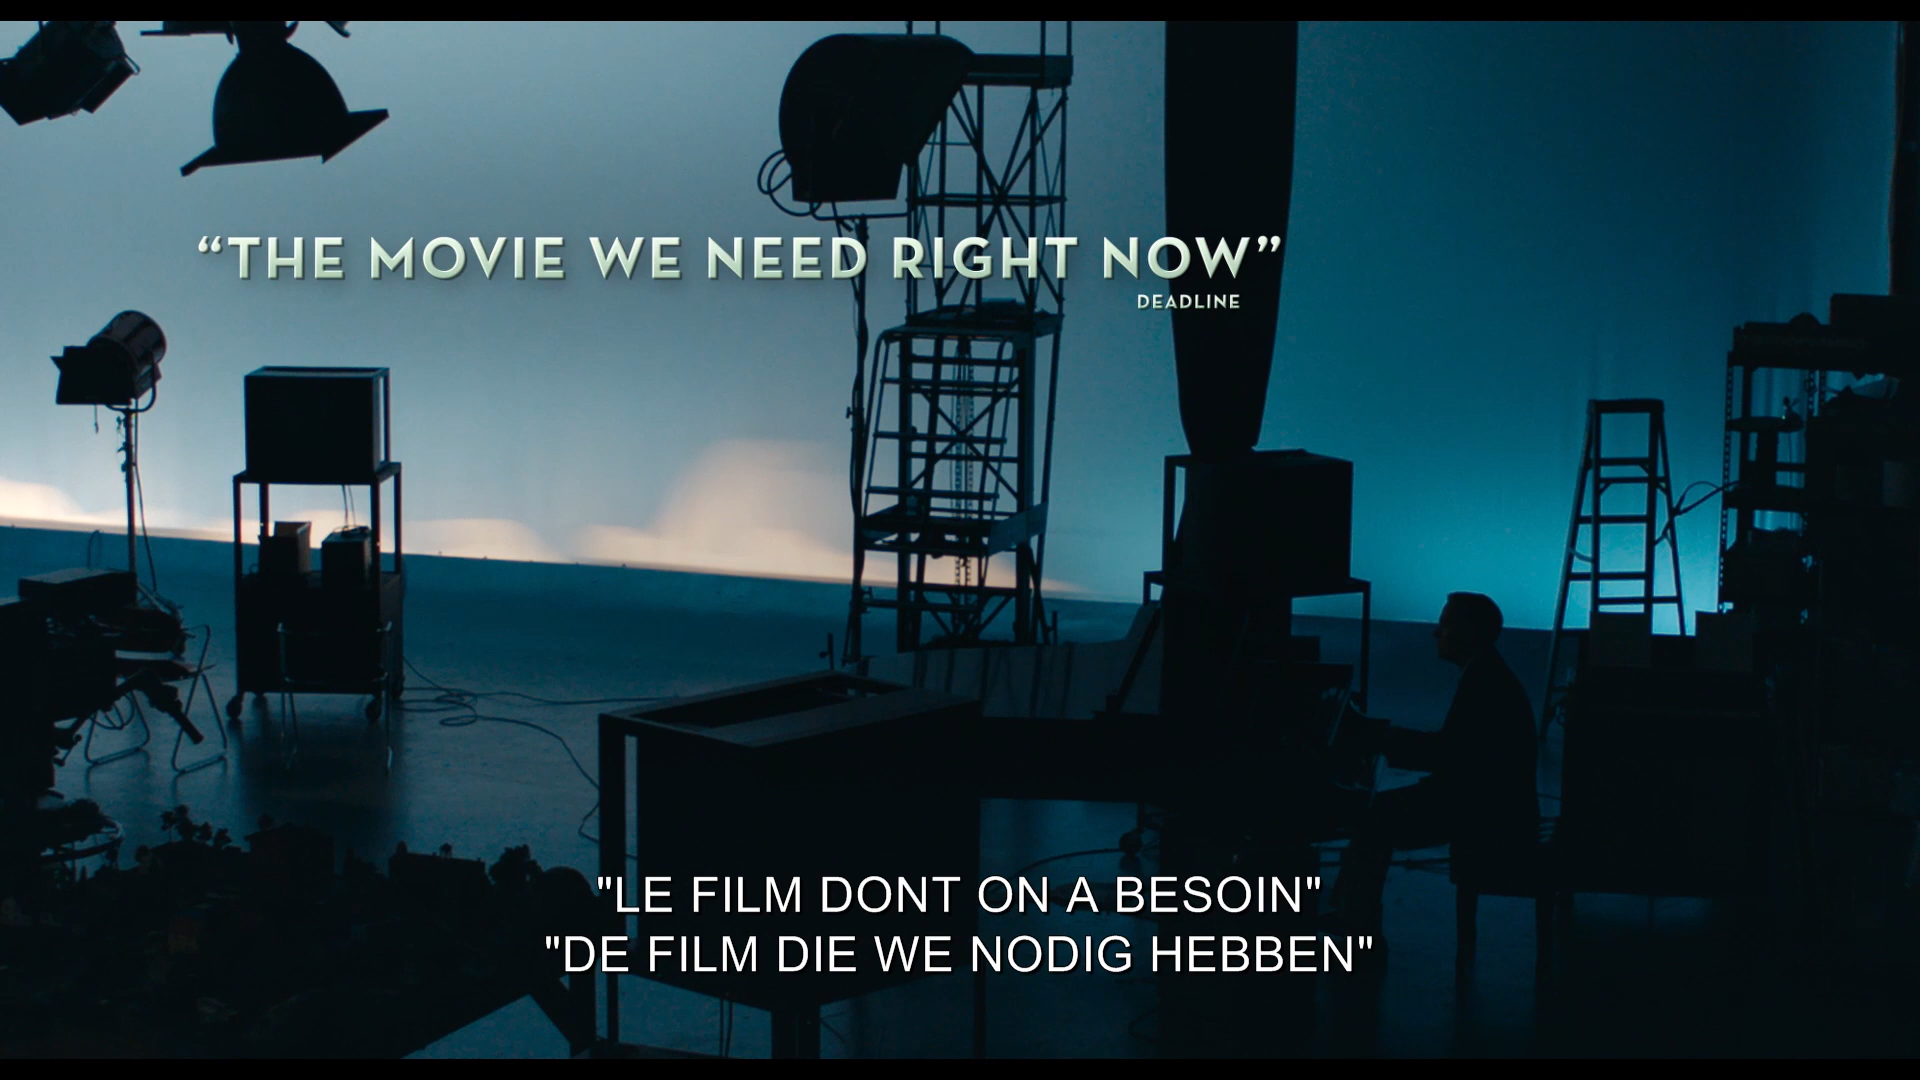 “THE MOVIE WE NEED RIGHT NOW”
DEADLINE
"LE FILM DONT ON A BESOIN"
"DE FILM DIE WE NODIG HEBBEN"